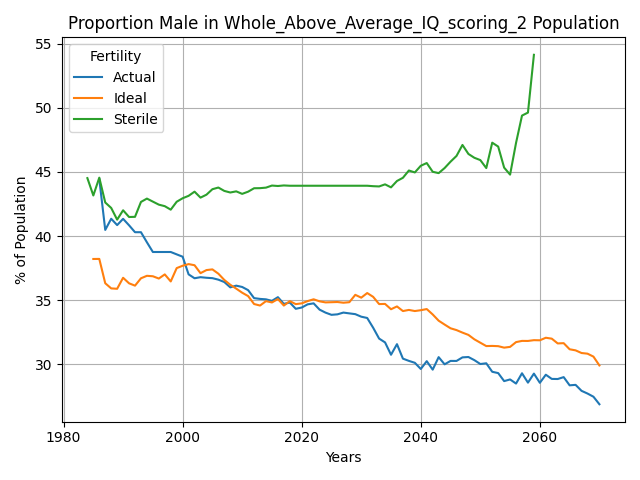 Proportion Male in Whole_Above_Average_IQ_scoring_2 Population
Fertility
Actual
Ideal
Sterile
% of Population
55
50
45
40
35
30
1980
2000
2020
2040
2060
Years